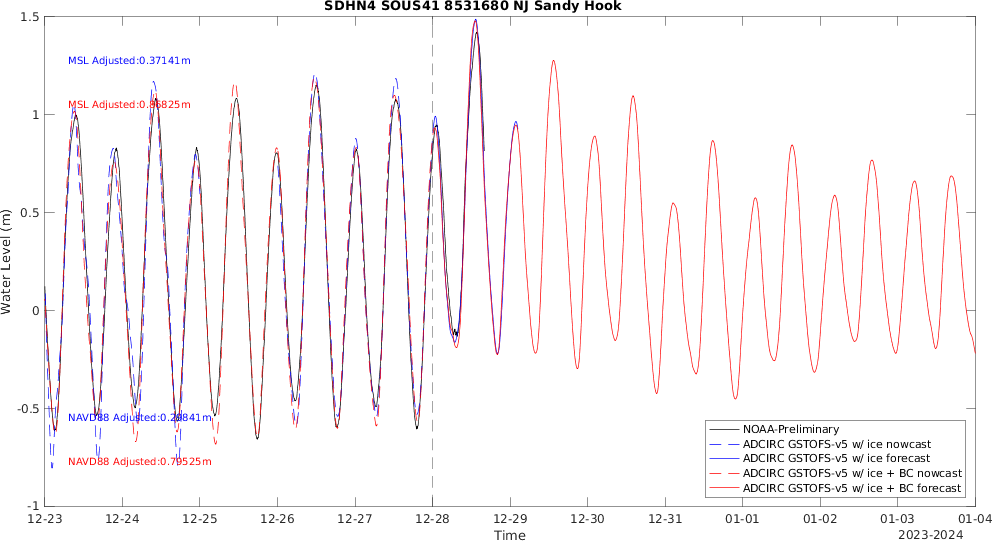 SDHN4 SOUS41 8531680 NJ Sandy Hook
1.5
MSL Adjusted:0.37141m
MSL Adjusted:0.86825m
1
0.5
Water Level (m)
0
-0.5
NAVD88 Adjusted:0.29841m
NAVD88 Adjusted:0.79525m
-1
NOAA-Preliminary
ADCIRC GSTOFS-v5 w/ ice nowcast
ADCIRC GSTOFS-v5 w/ ice forecast
ADCIRC GSTOFS-v5 w/ ice + BC nowcast
ADCIRC GSTOFS-v5 w/ ice + BC forecast
12-23 12-24 12-25 12-26 12-27 12-28 12-29 12-30 12-31 01-01 01-02 01-03 01-04
Time
2023-2024